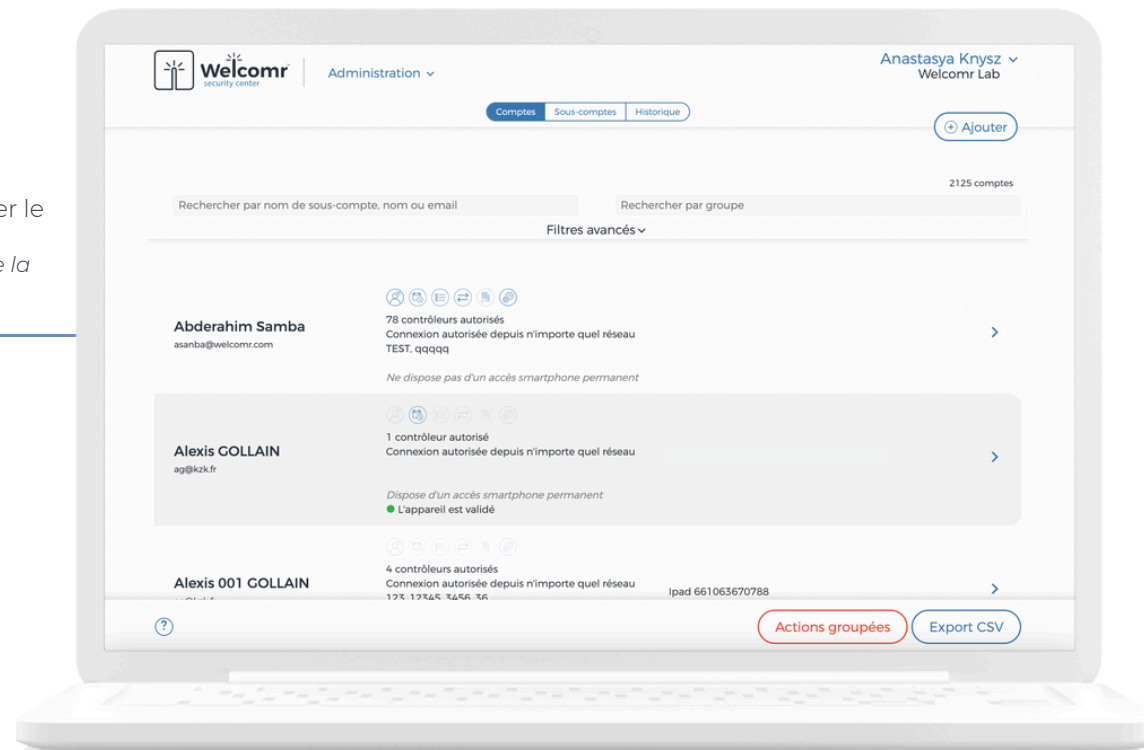 Welcomr
security center
Administration
Anastasya Knysz
Welcomr Lab
Comptes
Sous-comptes
Historique
Ajouter
2125 comptes
er le
Rechercher par nom de sous-compte, nom ou email
Rechercher par groupe
Filtres avancés
e la
78 contrôleurs autorisés
Abderahim Samba
Connexion autorisée depuis n'importe quel réseau
asanba@welcomr.com
TEST, qqqqq
Ne dispose pas d'un accès smartphone permanent
1 contrôleur autorisé
Alexis GOLLAIN
Connexion autorisée depuis n'importe quel réseau
ag@kzk.fr
Dispose d'un accès smartphone permanent
L'appareil est validé
4 contrôleurs autorisés
Alexis 001 GOLLAIN
Connexion autorisée depuis n'importe quel réseau
Ipad 661063670788
123, 12345, 3456, 36
?
Actions groupées
Export CSV